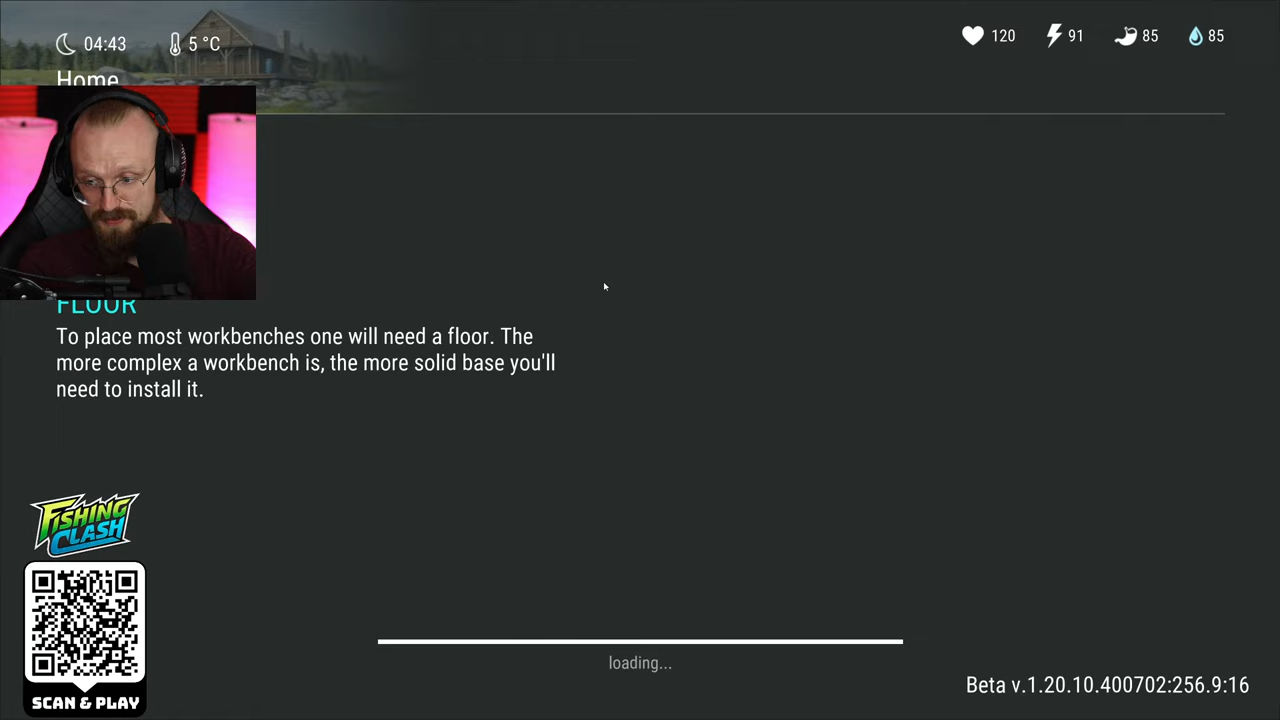 04:43 5 °C 120 91 85 85
Home
FLOOR
To place most workbenches one will need a floor. The
more complex a workbench is, the more solid base you'll
need to install it.
FISHING
CLASH
SCAN & PLAY
loading...
Beta v.1.20.10.400702:256.9:16